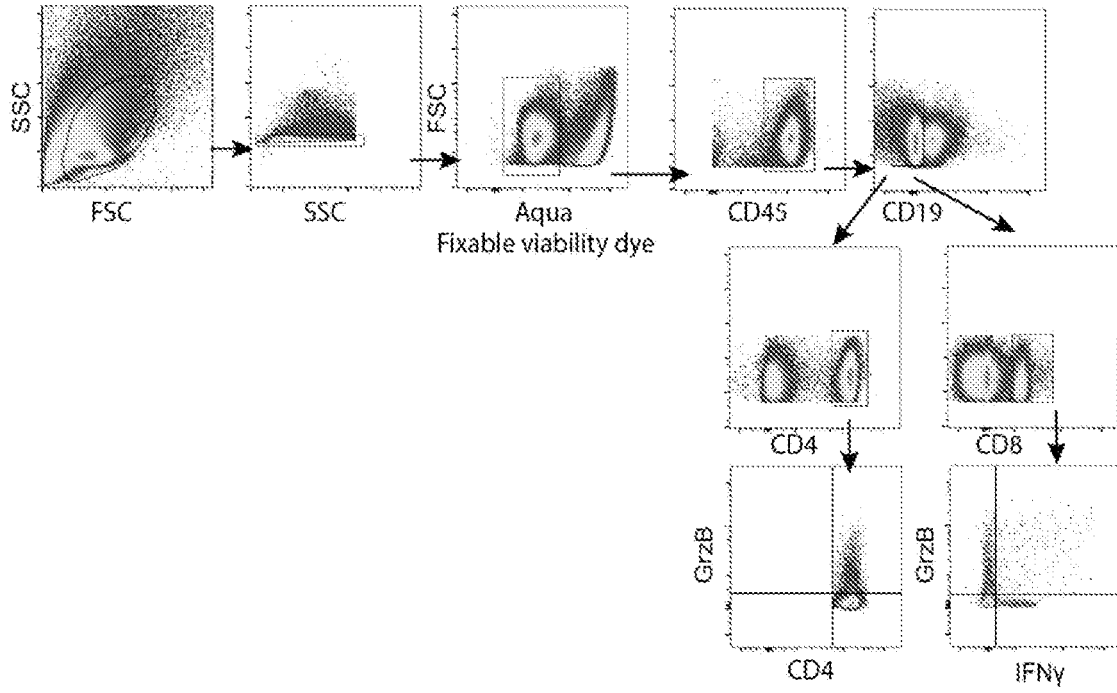 SSC
FSC
FSC
SSC
Aqua
Fixable viability dye
CD45
CD19
CD4
CD8
GrzB
GrzB
CD4
IFNγ